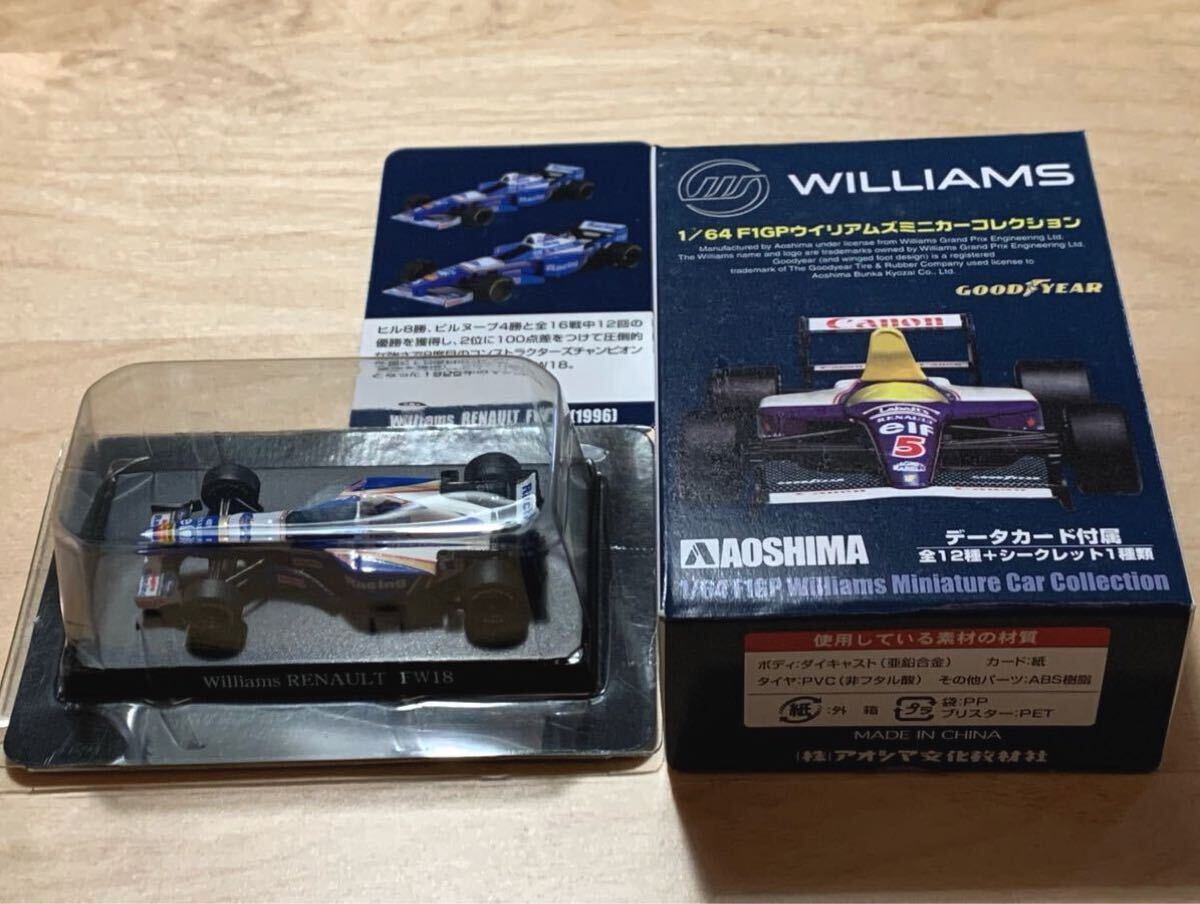 WILLIAMS
1/64 F1GPウイリアムズミニカーコレクション
Manufactured by Aoshima under license from Williams Grand Prix Engineering Ltd.
The Williams name and logo are trademarks owned by Williams Grand Prix Engineering Ltd.
Goodyear (and winged foot design) is a registered
trademark of The Goodyear Tire & Rubber Company used license to
Aoshima Bunka Kyozai Co., Ltd.
GOODYEAR
Canon
Labatt's
RENAULT
elf
5
Canon
データカード付属
全12種+シークレット1種類
AOSHIMA
1/64 F1GP Williams Miniature Car Collection
使用している素材の材質
ボディ:ダイキャスト(亜鉛合金) カード:紙
タイヤ:PVC(非フタル酸) その他パーツ:ABS樹脂
紙:外 箱 プラ:袋:PP
ブリスター:PET
MADE IN CHINA
(株)アオシマ文化教材社
ヒル8勝、ビルヌーブ4勝と全16戦中12回の
優勝を獲得し、2位に100点差をつけて圧倒的
Williams RENAULT (1996)
Racing
Williams RENAULT FW18